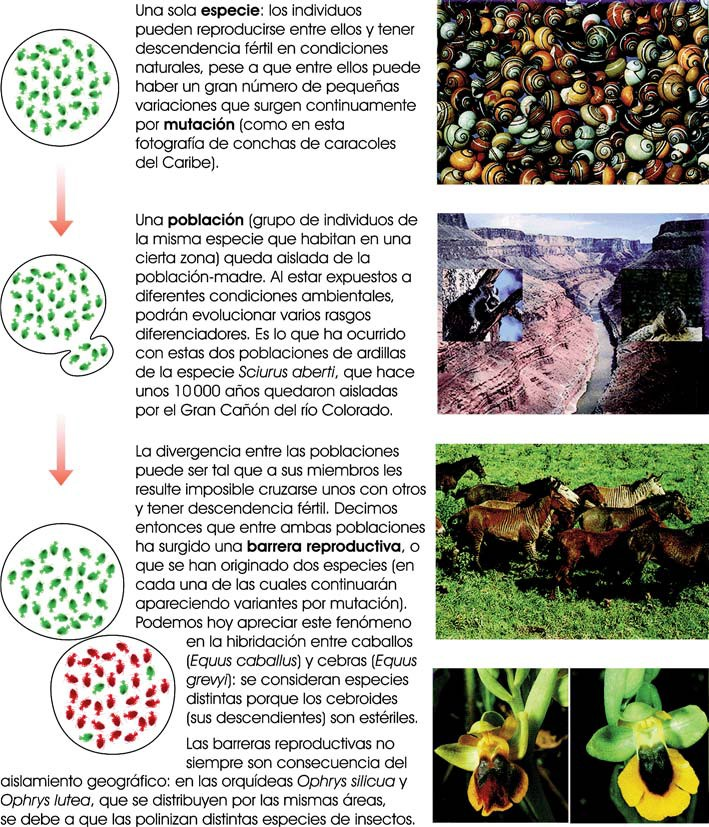 Una sola especie: los individuos
pueden reproducirse entre ellos y tener
descendencia fértil en condiciones
naturales, pese a que entre ellos puede
haber un gran número de pequeñas
variaciones que surgen continuamente
por mutación (como en esta
fotografía de conchas de caracoles
del Caribe).
Una población (grupo de individuos de
la misma especie que habitan en una
cierta zona) queda aislada de la
población-madre. Al estar expuestos a
diferentes condiciones ambientales,
podrán evolucionar varios rasgos
diferenciadores. Es lo que ha ocurrido
con estas dos poblaciones de ardillas
de la especie Sciurus aberti, que hace
unos 10 000 años quedaron aisladas
por el Gran Cañón del río Colorado.
La divergencia entre las poblaciones
puede ser tal que a sus miembros les
resulte imposible cruzarse unos con otros
y tener descendencia fértil. Decimos
entonces que entre ambas poblaciones
ha surgido una barrera reproductiva, o
que se han originado dos especies (en
cada una de las cuales continuarán
apareciendo variantes por mutación).
Podemos hoy apreciar este fenómeno
en la hibridación entre caballos
(Equus caballus) y cebras (Equus
grevyi): se consideran especies
distintas porque los cebroides
(sus descendientes) son estériles.
Las barreras reproductivas no
siempre son consecuencia del
aislamiento geográfico: en las orquídeas Ophrys silicua y
Ophrys lutea, que se distribuyen por las mismas áreas,
se debe a que las polinizan distintas especies de insectos.